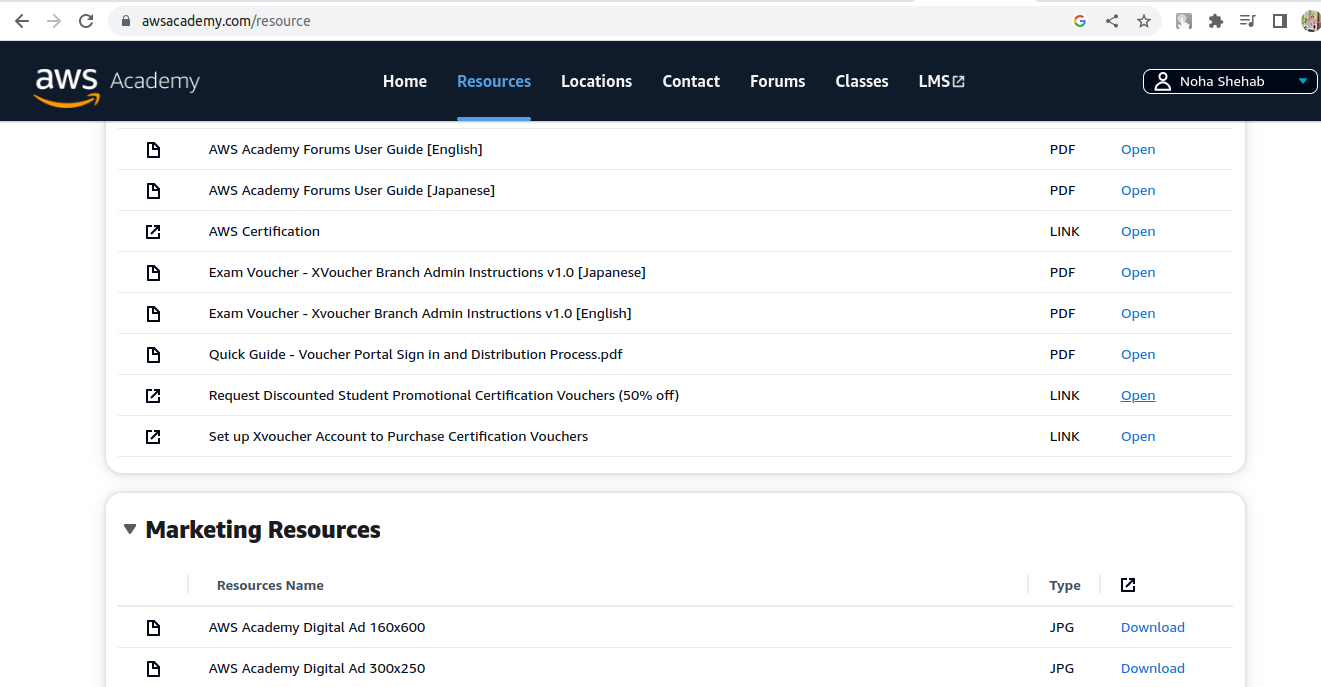 awsacademy.com/resource
aws Academy Home Resources Locations Contact Forums Classes LMS Noha Shehab
AWS Academy Forums User Guide [English] PDF Open
AWS Academy Forums User Guide [Japanese] PDF Open
AWS Certification LINK Open
Exam Voucher - XVoucher Branch Admin Instructions v1.0 [Japanese] PDF Open
Exam Voucher - Xvoucher Branch Admin Instructions v1.0 [English] PDF Open
Quick Guide - Voucher Portal Sign in and Distribution Process.pdf PDF Open
Request Discounted Student Promotional Certification Vouchers (50% off) LINK Open
Set up Xvoucher Account to Purchase Certification Vouchers LINK Open
Marketing Resources
Resources Name Type
AWS Academy Digital Ad 160x600 JPG Download
AWS Academy Digital Ad 300x250 JPG Download